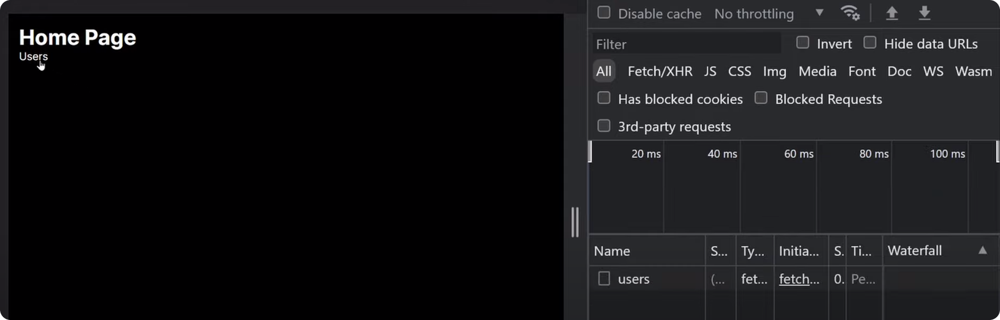 Home Page
Users
Disable cache No throttling
Filter Invert Hide data URLs
All Fetch/XHR JS CSS Img Media Font Doc WS Wasm
Has blocked cookies Blocked Requests
3rd-party requests
20 ms 40 ms 60 ms 80 ms 100 ms
Name S... Ty... Initia... S. Ti... Waterfall
users (... fet... fetch... 0. Pe...